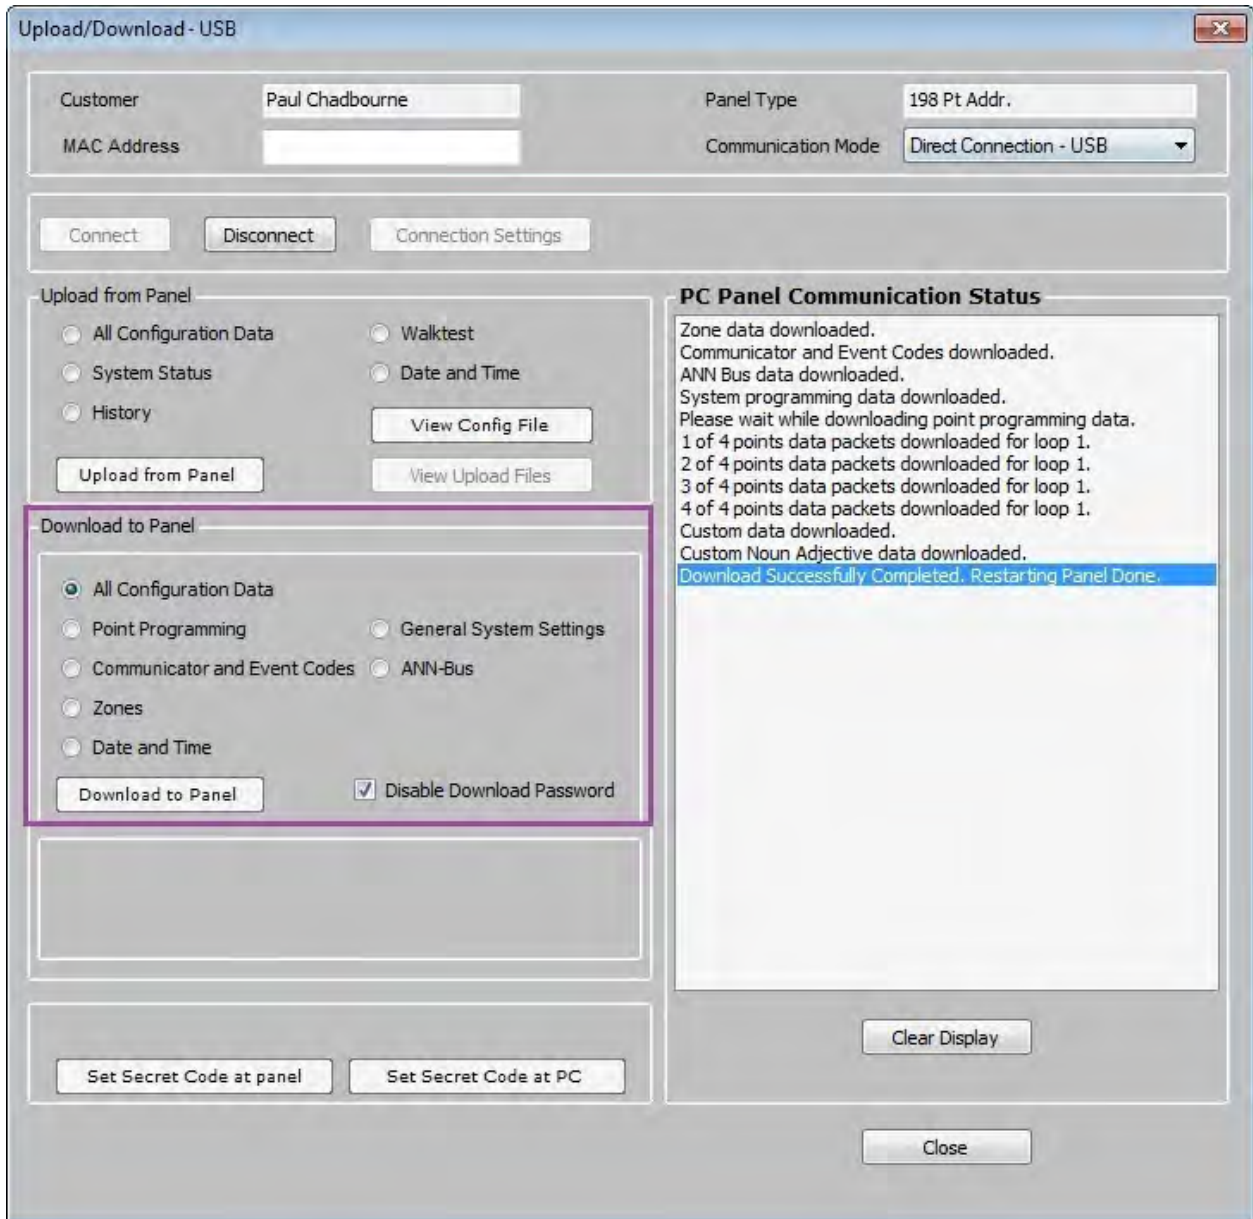 Upload/Download - USB
Customer
Paul Chadbourne
Panel Type
198 Pt Addr.
MAC Address
Communication Mode
Direct Connection - USB
Connect
Disconnect
Connection Settings
Upload from Panel
All Configuration Data
Walktest
System Status
Date and Time
History
View Config File
Upload from Panel
View Upload Files
Download to Panel
All Configuration Data
Point Programming
General System Settings
Communicator and Event Codes
ANN-Bus
Zones
Date and Time
Download to Panel
Disable Download Password
Set Secret Code at panel
Set Secret Code at PC
PC Panel Communication Status
Zone data downloaded.
Communicator and Event Codes downloaded.
ANN Bus data downloaded.
System programming data downloaded.
Please wait while downloading point programming data.
1 of 4 points data packets downloaded for loop 1.
2 of 4 points data packets downloaded for loop 1.
3 of 4 points data packets downloaded for loop 1.
4 of 4 points data packets downloaded for loop 1.
Custom data downloaded.
Custom Noun Adjective data downloaded.
Download Successfully Completed. Restarting Panel Done.
Clear Display
Close